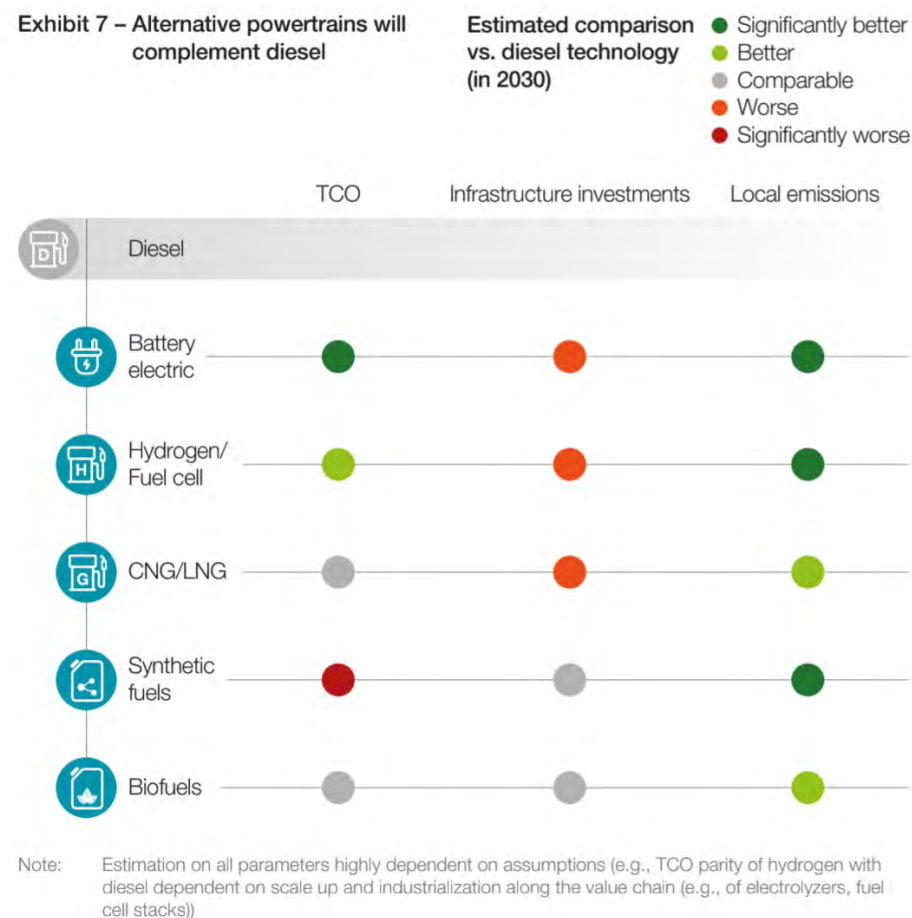 Exhibit 7 – Alternative powertrains will
complement diesel
Estimated comparison
vs. diesel technology
(in 2030)
Significantly better
Better
Comparable
Worse
Significantly worse
TCO
Infrastructure investments
Local emissions
D
Diesel
Battery
electric
H
Hydrogen/
Fuel cell
G
CNG/LNG
Synthetic
fuels
Biofuels
Note: Estimation on all parameters highly dependent on assumptions (e.g., TCO parity of hydrogen with
diesel dependent on scale up and industrialization along the value chain (e.g., of electrolyzers, fuel
cell stacks))